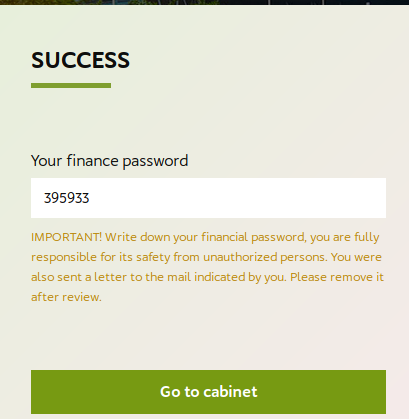 SUCCESS
Your finance password
395933
IMPORTANT! Write down your financial password, you are fully
responsible for its safety from unauthorized persons. You were
also sent a letter to the mail indicated by you. Please remove it
after review.
Go to cabinet